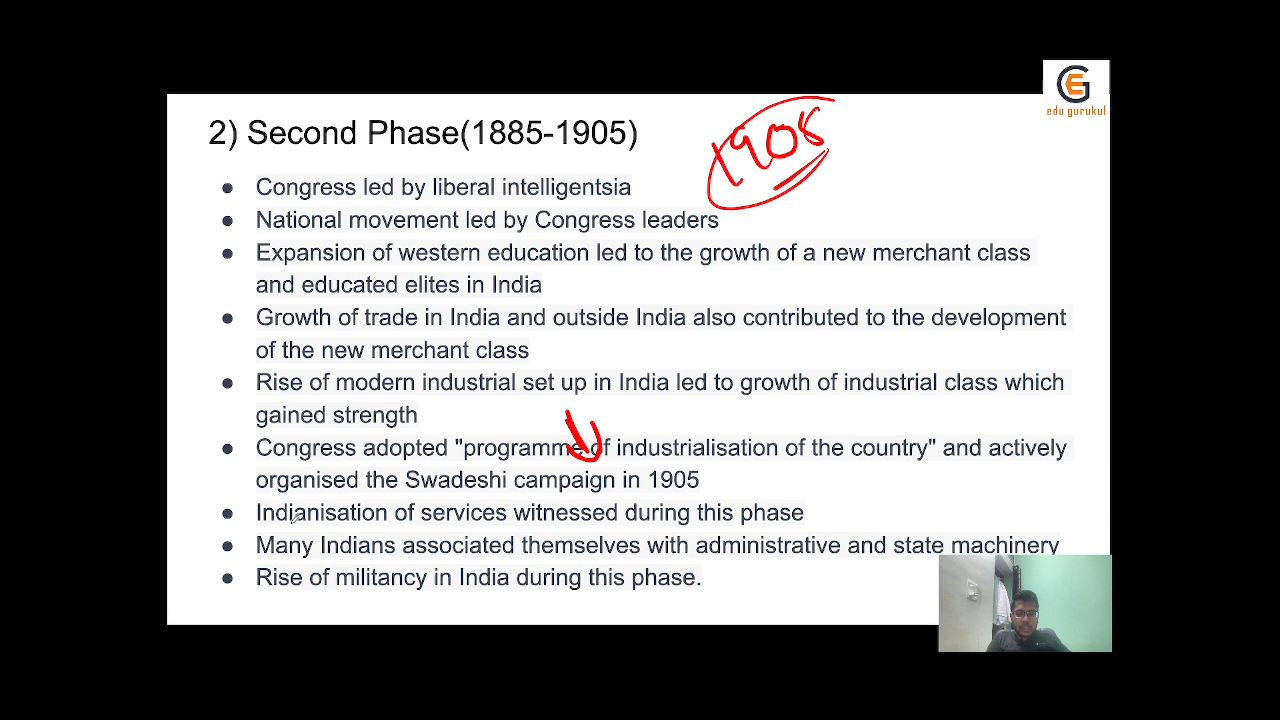 edu gurukul
2) Second Phase(1885-1905)
1908
● Congress led by liberal intelligentsia
● National movement led by Congress leaders
● Expansion of western education led to the growth of a new merchant class
and educated elites in India
● Growth of trade in India and outside India also contributed to the development
of the new merchant class
● Rise of modern industrial set up in India led to growth of industrial class which
gained strength
● Congress adopted "programme of industrialisation of the country" and actively
organised the Swadeshi campaign in 1905
● Indianisation of services witnessed during this phase
● Many Indians associated themselves with administrative and state machinery
● Rise of militancy in India during this phase.